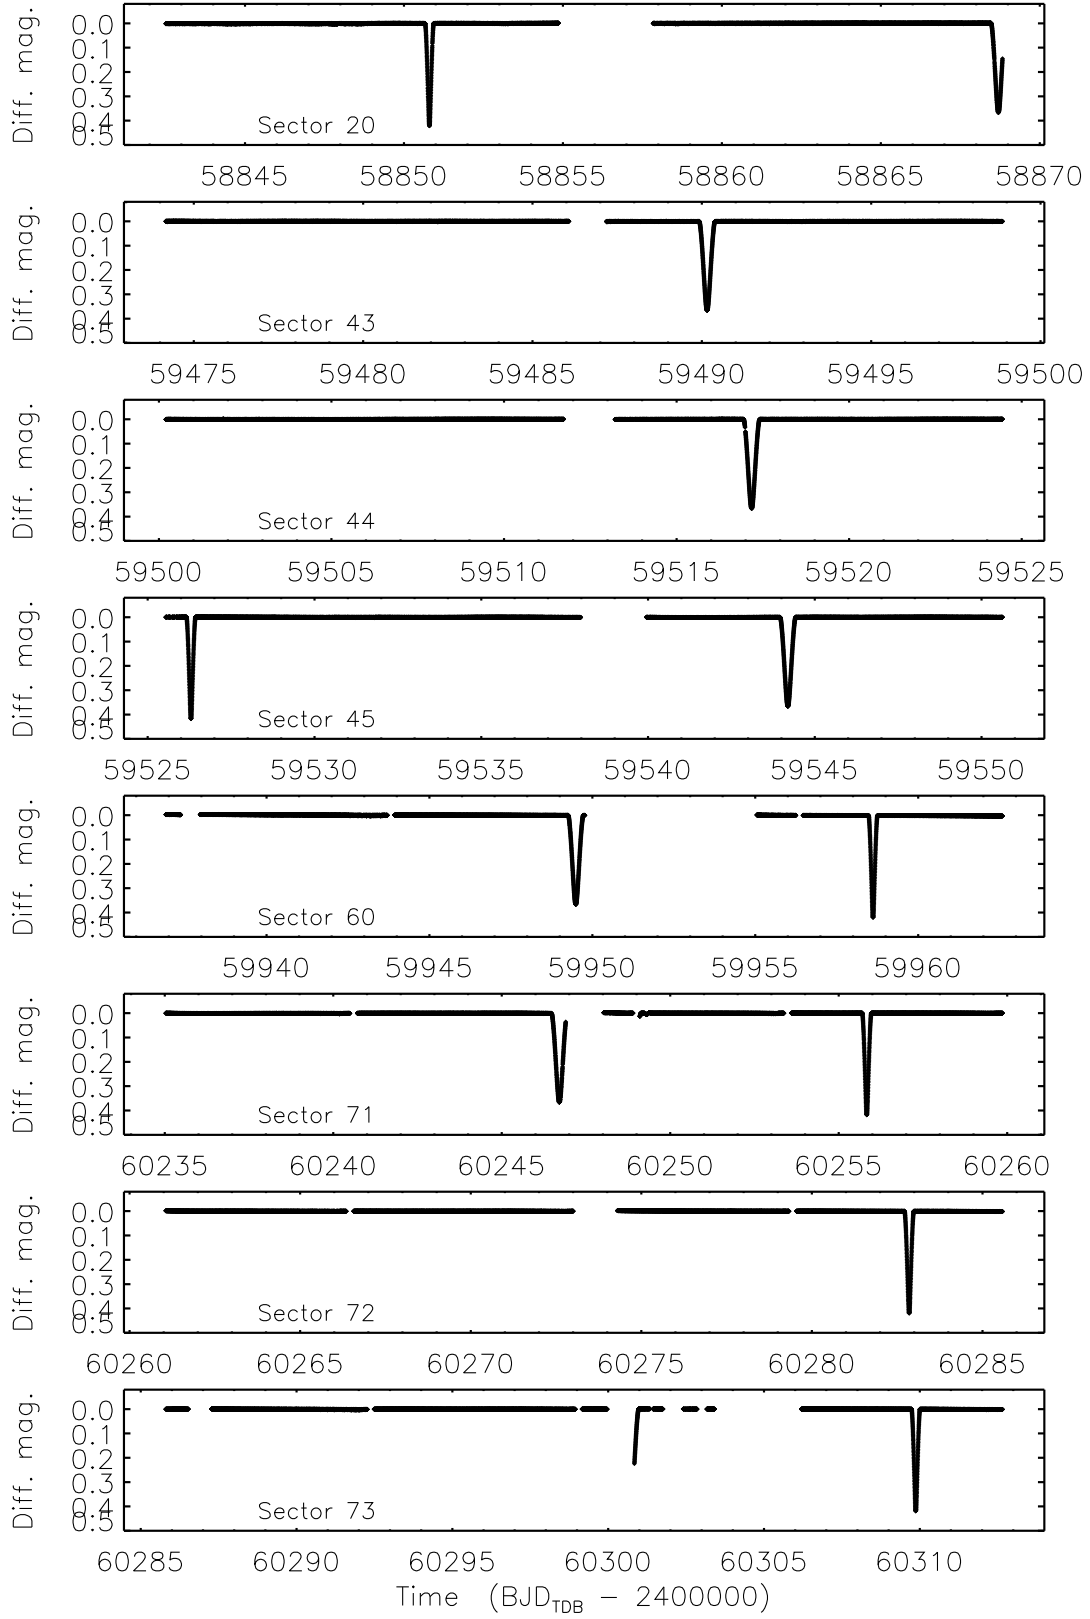 Diff. mag.
0.0
0.1
0.2
0.3
0.4
0.5
Sector 20
58845 58850 58855 58860 58865 58870
Diff. mag.
0.0
0.1
0.2
0.3
0.4
0.5
Sector 43
59475 59480 59485 59490 59495 59500
Diff. mag.
0.0
0.1
0.2
0.3
0.4
0.5
Sector 44
59500 59505 59510 59515 59520 59525
Diff. mag.
0.0
0.1
0.2
0.3
0.4
0.5
Sector 45
59525 59530 59535 59540 59545 59550
Diff. mag.
0.0
0.1
0.2
0.3
0.4
0.5
Sector 60
59940 59945 59950 59955 59960
Diff. mag.
0.0
0.1
0.2
0.3
0.4
0.5
Sector 71
60235 60240 60245 60250 60255 60260
Diff. mag.
0.0
0.1
0.2
0.3
0.4
0.5
Sector 72
60260 60265 60270 60275 60280 60285
Diff. mag.
0.0
0.1
0.2
0.3
0.4
0.5
Sector 73
60285 60290 60295 60300 60305 60310
Time (BJD_TDB − 2400000)